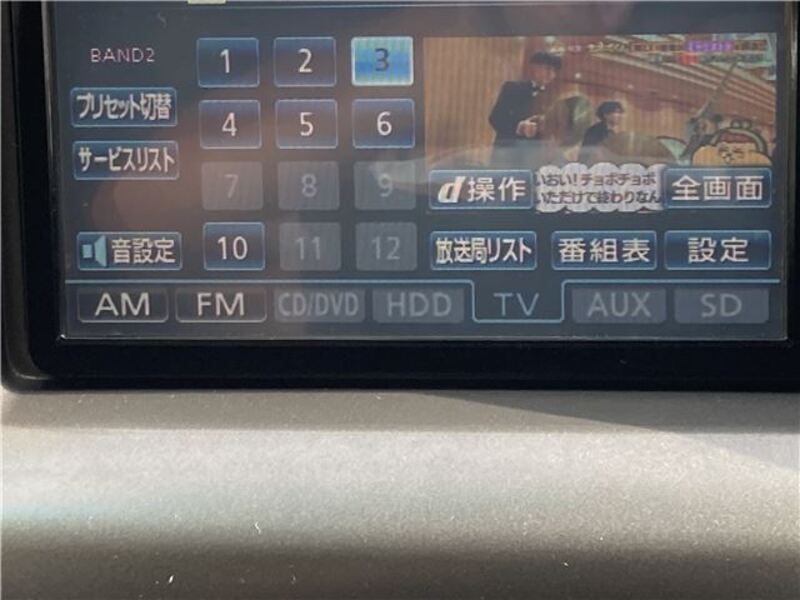 BAND2
1
2
3
プリセット切替
4
5
6
サービスリスト
7
8
9
d操作
いおい!チョボチョボ
いただけで終わりなん
全画面
音設定
10
11
12
放送局リスト
番組表
設定
AM
FM
CD/DVD
HDD
TV
AUX
SD